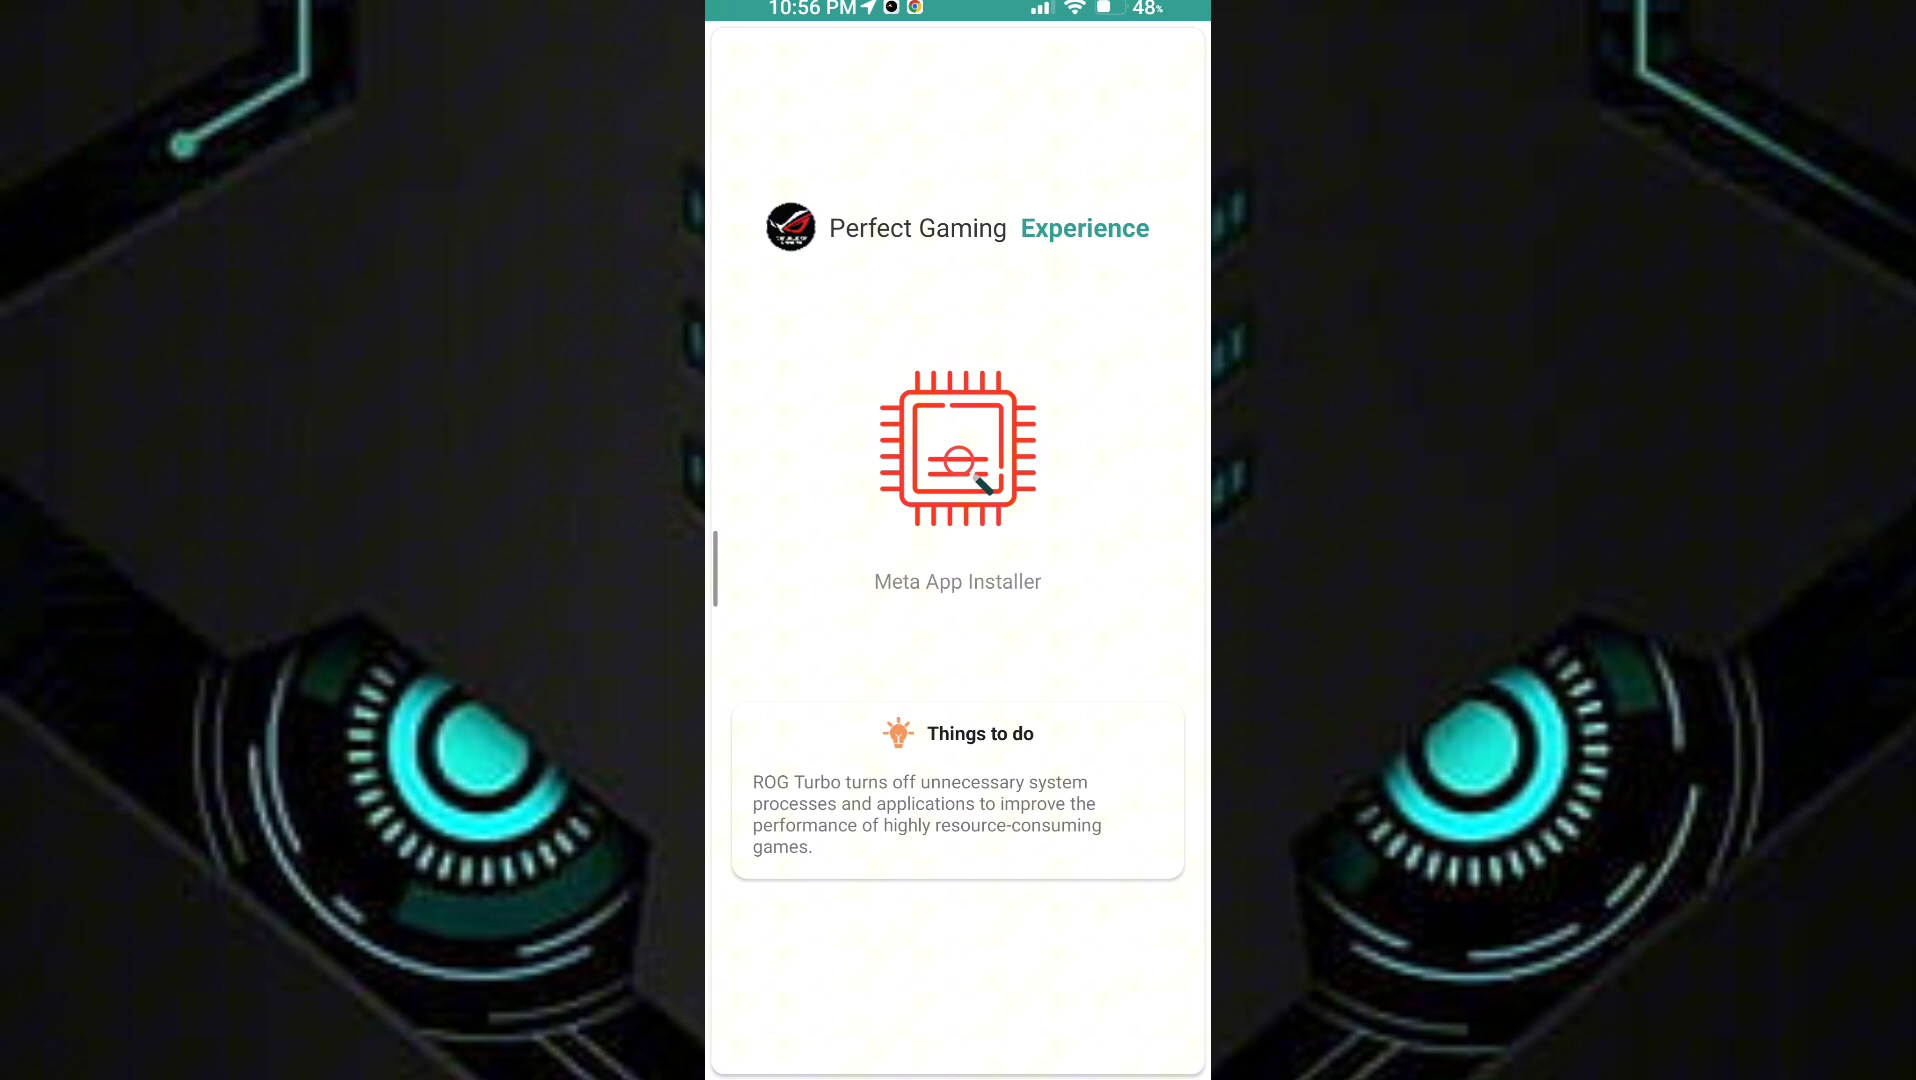 10:56 PM
48%
Perfect Gaming Experience
Meta App Installer
Things to do
ROG Turbo turns off unnecessary system
processes and applications to improve the
performance of highly resource-consuming
games.